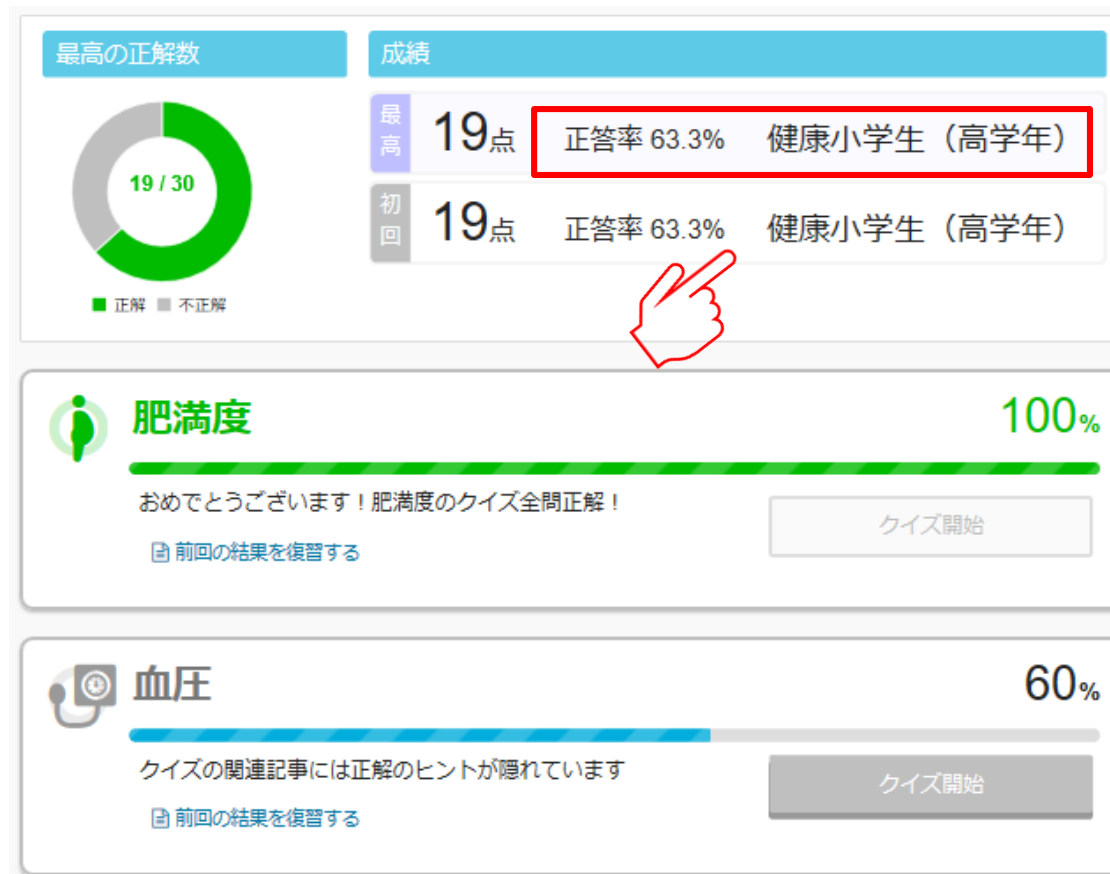 最高の正解数
19 / 30
正解 不正解
成績
最高 19点 正答率 63.3% 健康小学生（高学年）
初回 19点 正答率 63.3% 健康小学生（高学年）
肥満度 100%
おめでとうございます！肥満度のクイズ全問正解！
クイズ開始
前回の結果を復習する
血圧 60%
クイズの関連記事には正解のヒントが隠れています
クイズ開始
前回の結果を復習する